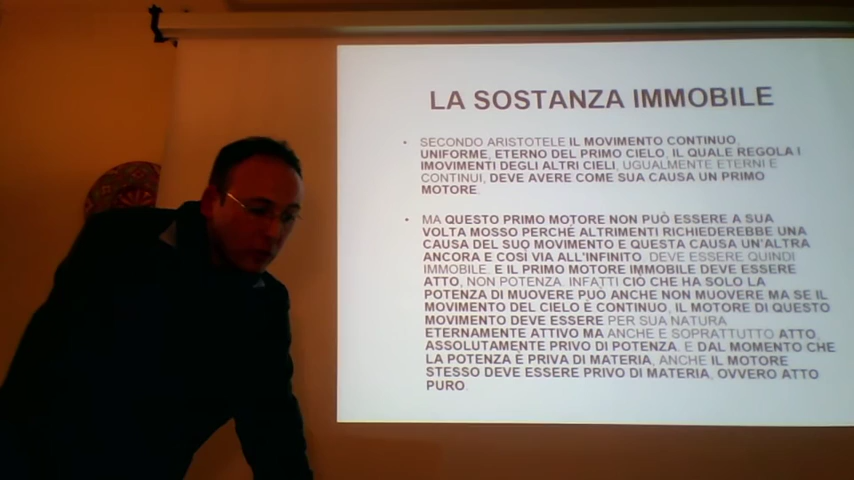 LA SOSTANZA IMMOBILE
• SECONDO ARISTOTELE IL MOVIMENTO CONTINUO,
UNIFORME, ETERNO DEL PRIMO CIELO, IL QUALE REGOLA I
IMOVIMENTI DEGLI ALTRI CIELI, UGUALMENTE ETERNI E
CONTINUI, DEVE AVERE COME SUA CAUSA UN PRIMO
MOTORE.
• MA QUESTO PRIMO MOTORE NON PUÒ ESSERE A SUA
VOLTA MOSSO PERCHÉ ALTRIMENTI RICHIEDEREBBE UNA
CAUSA DEL SUO MOVIMENTO E QUESTA CAUSA UN'ALTRA
ANCORA E COSÌ VIA ALL'INFINITO. DEVE ESSERE QUINDI
IMMOBILE. E IL PRIMO MOTORE IMMOBILE DEVE ESSERE
ATTO, NON POTENZA. INFATTI CIÒ CHE HA SOLO LA
POTENZA DI MUOVERE PUÒ ANCHE NON MUOVERE MA SE IL
MOVIMENTO DEL CIELO È CONTINUO, IL MOTORE DI QUESTO
MOVIMENTO DEVE ESSERE PER SUA NATURA
ETERNAMENTE ATTIVO MA ANCHE E SOPRATTUTTO ATTO,
ASSOLUTAMENTE PRIVO DI POTENZA. E DAL MOMENTO CHE
LA POTENZA È PRIVA DI MATERIA, ANCHE IL MOTORE
STESSO DEVE ESSERE PRIVO DI MATERIA, OVVERO ATTO
PURO.